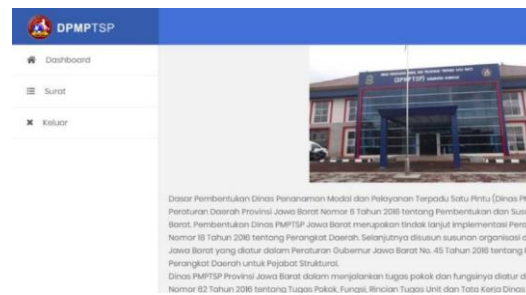 DPMPTSP
Dashboard
Surat
Keluar
(DPMPTSP)
Dasar Pembentukan Dinas Penanaman Modal dan Pelayanan Terpadu Satu Pintu (Dinas
Peraturan Daerah Provinsi Jawa Barat Nomor 6 Tahun 2016 tentang Pembentukan dan
Barat. Pembentukan Dinas PMPTSP Jawa Barat merupakan tindak lanjut implementasi
Nomor 18 Tahun 2016 tentang Perangkat Daerah. Selanjutnya disusun susunan organisasi
Jawa Barat yang diatur dalam Peraturan Gubernur Jawa Barat No. 45 Tahun 2016 tentang
Perangkat Daerah untuk Pejabat Struktural.
Dinas PMPTSP Provinsi Jawa Barat dalam menjalankan tugas pokok dan fungsinya diatur
Nomor 62 Tahun 2016 tentang Tugas Pokok, Fungsi, Rincian Tugas Unit dan Tata Kerja Dinas